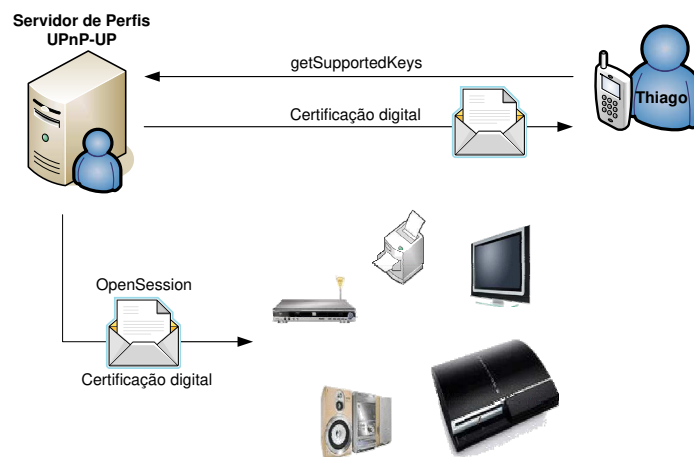 Servidor de Perfis
UPnP-UP
getSupportedKeys
Thiago
Certificação digital
OpenSession
Certificação digital